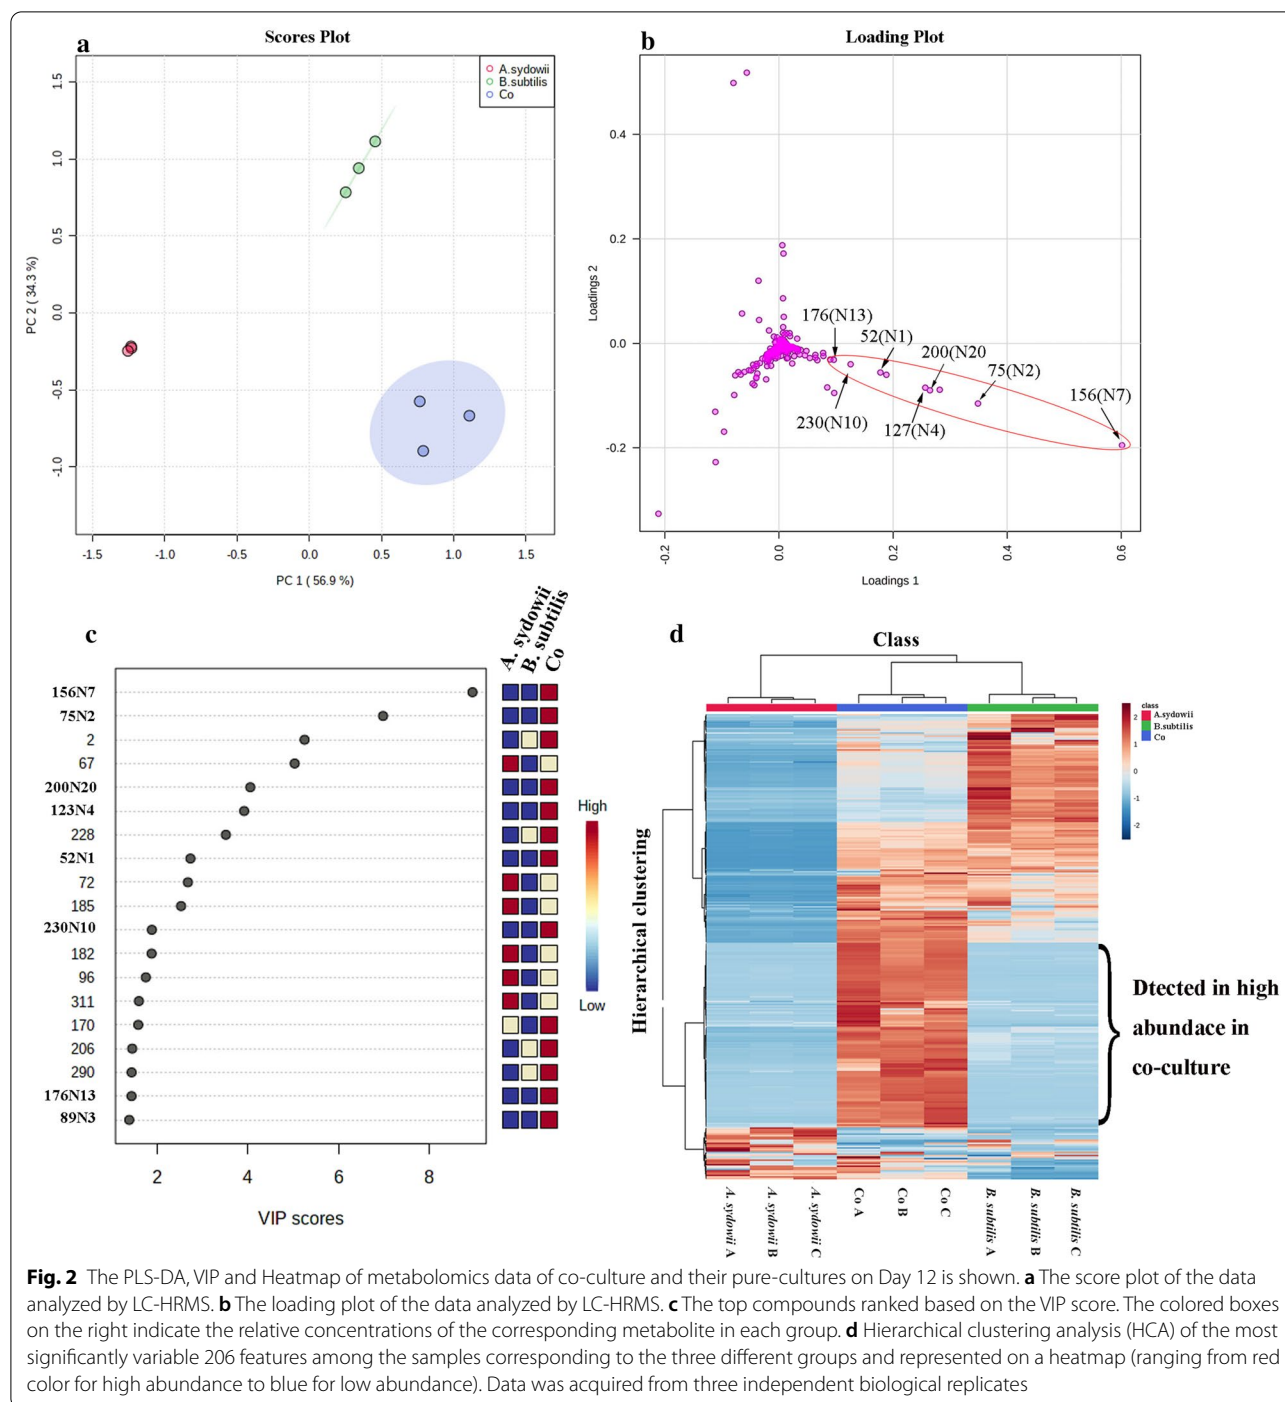 a
Scores Plot
A.sydowii
B.subtilis
Co
1.5
1.0
0.5
0.0
-0.5
-1.0
PC 2 ( 34.3 %)
-1.5
-1.0
-0.5
0.0
0.5
1.0
1.5
PC 1 ( 56.9 %)
b
Loading Plot
0.4
0.2
0.0
-0.2
Loadings 2
176(N13)
52(N1)
200(N20
75(N2)
156(N7)
230(N10)
127(N4)
-0.2
0.0
0.2
0.4
0.6
Loadings 1
c
A. sydowii
B. subtilis
Co
156N7
75N2
2
67
200N20
123N4
228
52N1
72
185
230N10
182
96
311
170
206
290
176N13
89N3
2
4
6
8
VIP scores
High
Low
d
Class
Hierarchical clustering
class
A.sydowii
B.subtilis
Co
2
1
0
-1
-2
Dtected in high
abundace in
co-culture
A. sydowii A
A. sydowii B
A. sydowii C
Co A
Co B
Co C
B. subtilis A
B. subtilis B
B. subtilis C
Fig. 2 The PLS-DA, VIP and Heatmap of metabolomics data of co-culture and their pure-cultures on Day 12 is shown. a The score plot of the data
analyzed by LC-HRMS. b The loading plot of the data analyzed by LC-HRMS. c The top compounds ranked based on the VIP score. The colored boxes
on the right indicate the relative concentrations of the corresponding metabolite in each group. d Hierarchical clustering analysis (HCA) of the most
significantly variable 206 features among the samples corresponding to the three different groups and represented on a heatmap (ranging from red
color for high abundance to blue for low abundance). Data was acquired from three independent biological replicates